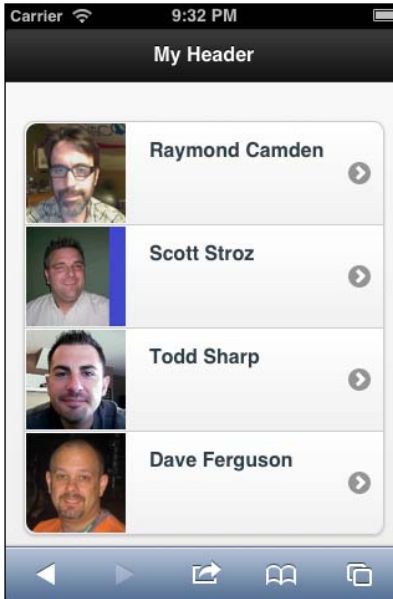 Carrier 9:32 PM
My Header
Raymond Camden
Scott Stroz
Todd Sharp
Dave Ferguson